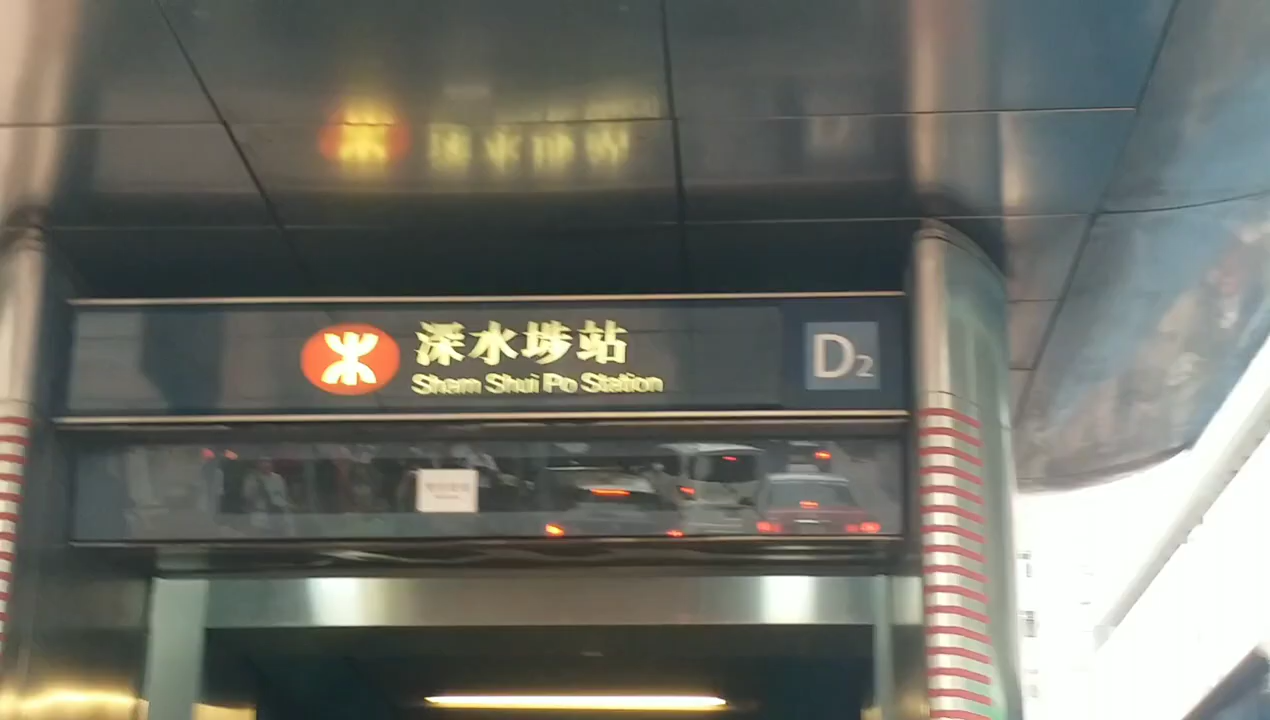 深水埗站
Sham Shui Po Station
D2